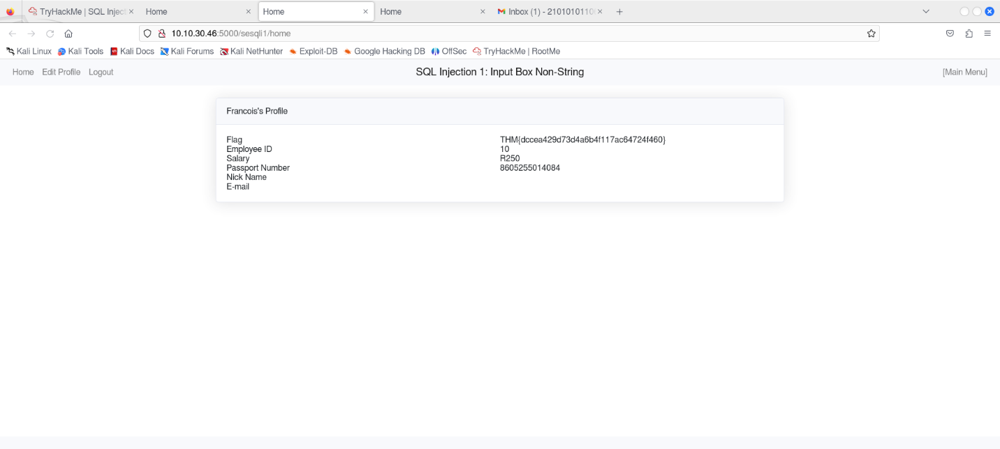 TryHackMe | SQL Inject
Home
Home
Home
Inbox (1) - 2101010110
10.10.30.46:5000/sesqli1/home
Kali Linux Kali Tools Kali Docs Kali Forums Kali NetHunter Exploit-DB Google Hacking DB OffSec TryHackMe | RootMe
Home Edit Profile Logout SQL Injection 1: Input Box Non-String [Main Menu]
Francois's Profile
Flag THM{dccea429d73d4a6b4f117ac64724f460}
Employee ID 10
Salary R250
Passport Number 8605255014084
Nick Name
E-mail